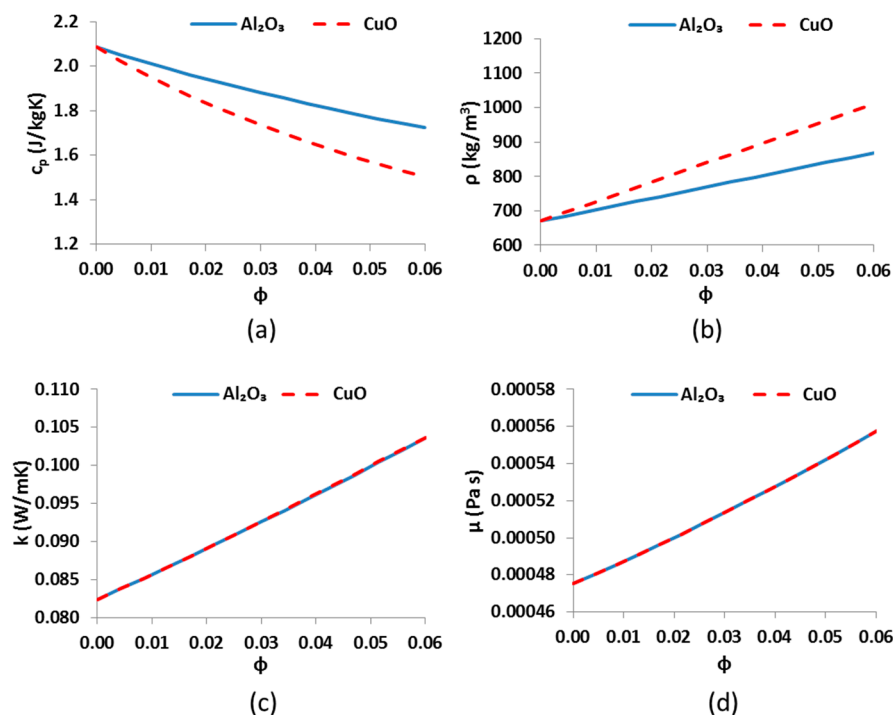 Al₂O₃ CuO
cp (J/kgK)
2.2
2.0
1.8
1.6
1.4
1.2
0.00 0.01 0.02 0.03 0.04 0.05 0.06
ϕ
(a)
Al₂O₃ CuO
ρ (kg/m³)
1200
1100
1000
900
800
700
600
0.00 0.01 0.02 0.03 0.04 0.05 0.06
ϕ
(b)
Al₂O₃ CuO
k (W/mK)
0.110
0.105
0.100
0.095
0.090
0.085
0.080
0.00 0.01 0.02 0.03 0.04 0.05 0.06
ϕ
(c)
Al₂O₃ CuO
μ (Pa s)
0.00058
0.00056
0.00054
0.00052
0.00050
0.00048
0.00046
0.00 0.01 0.02 0.03 0.04 0.05 0.06
ϕ
(d)